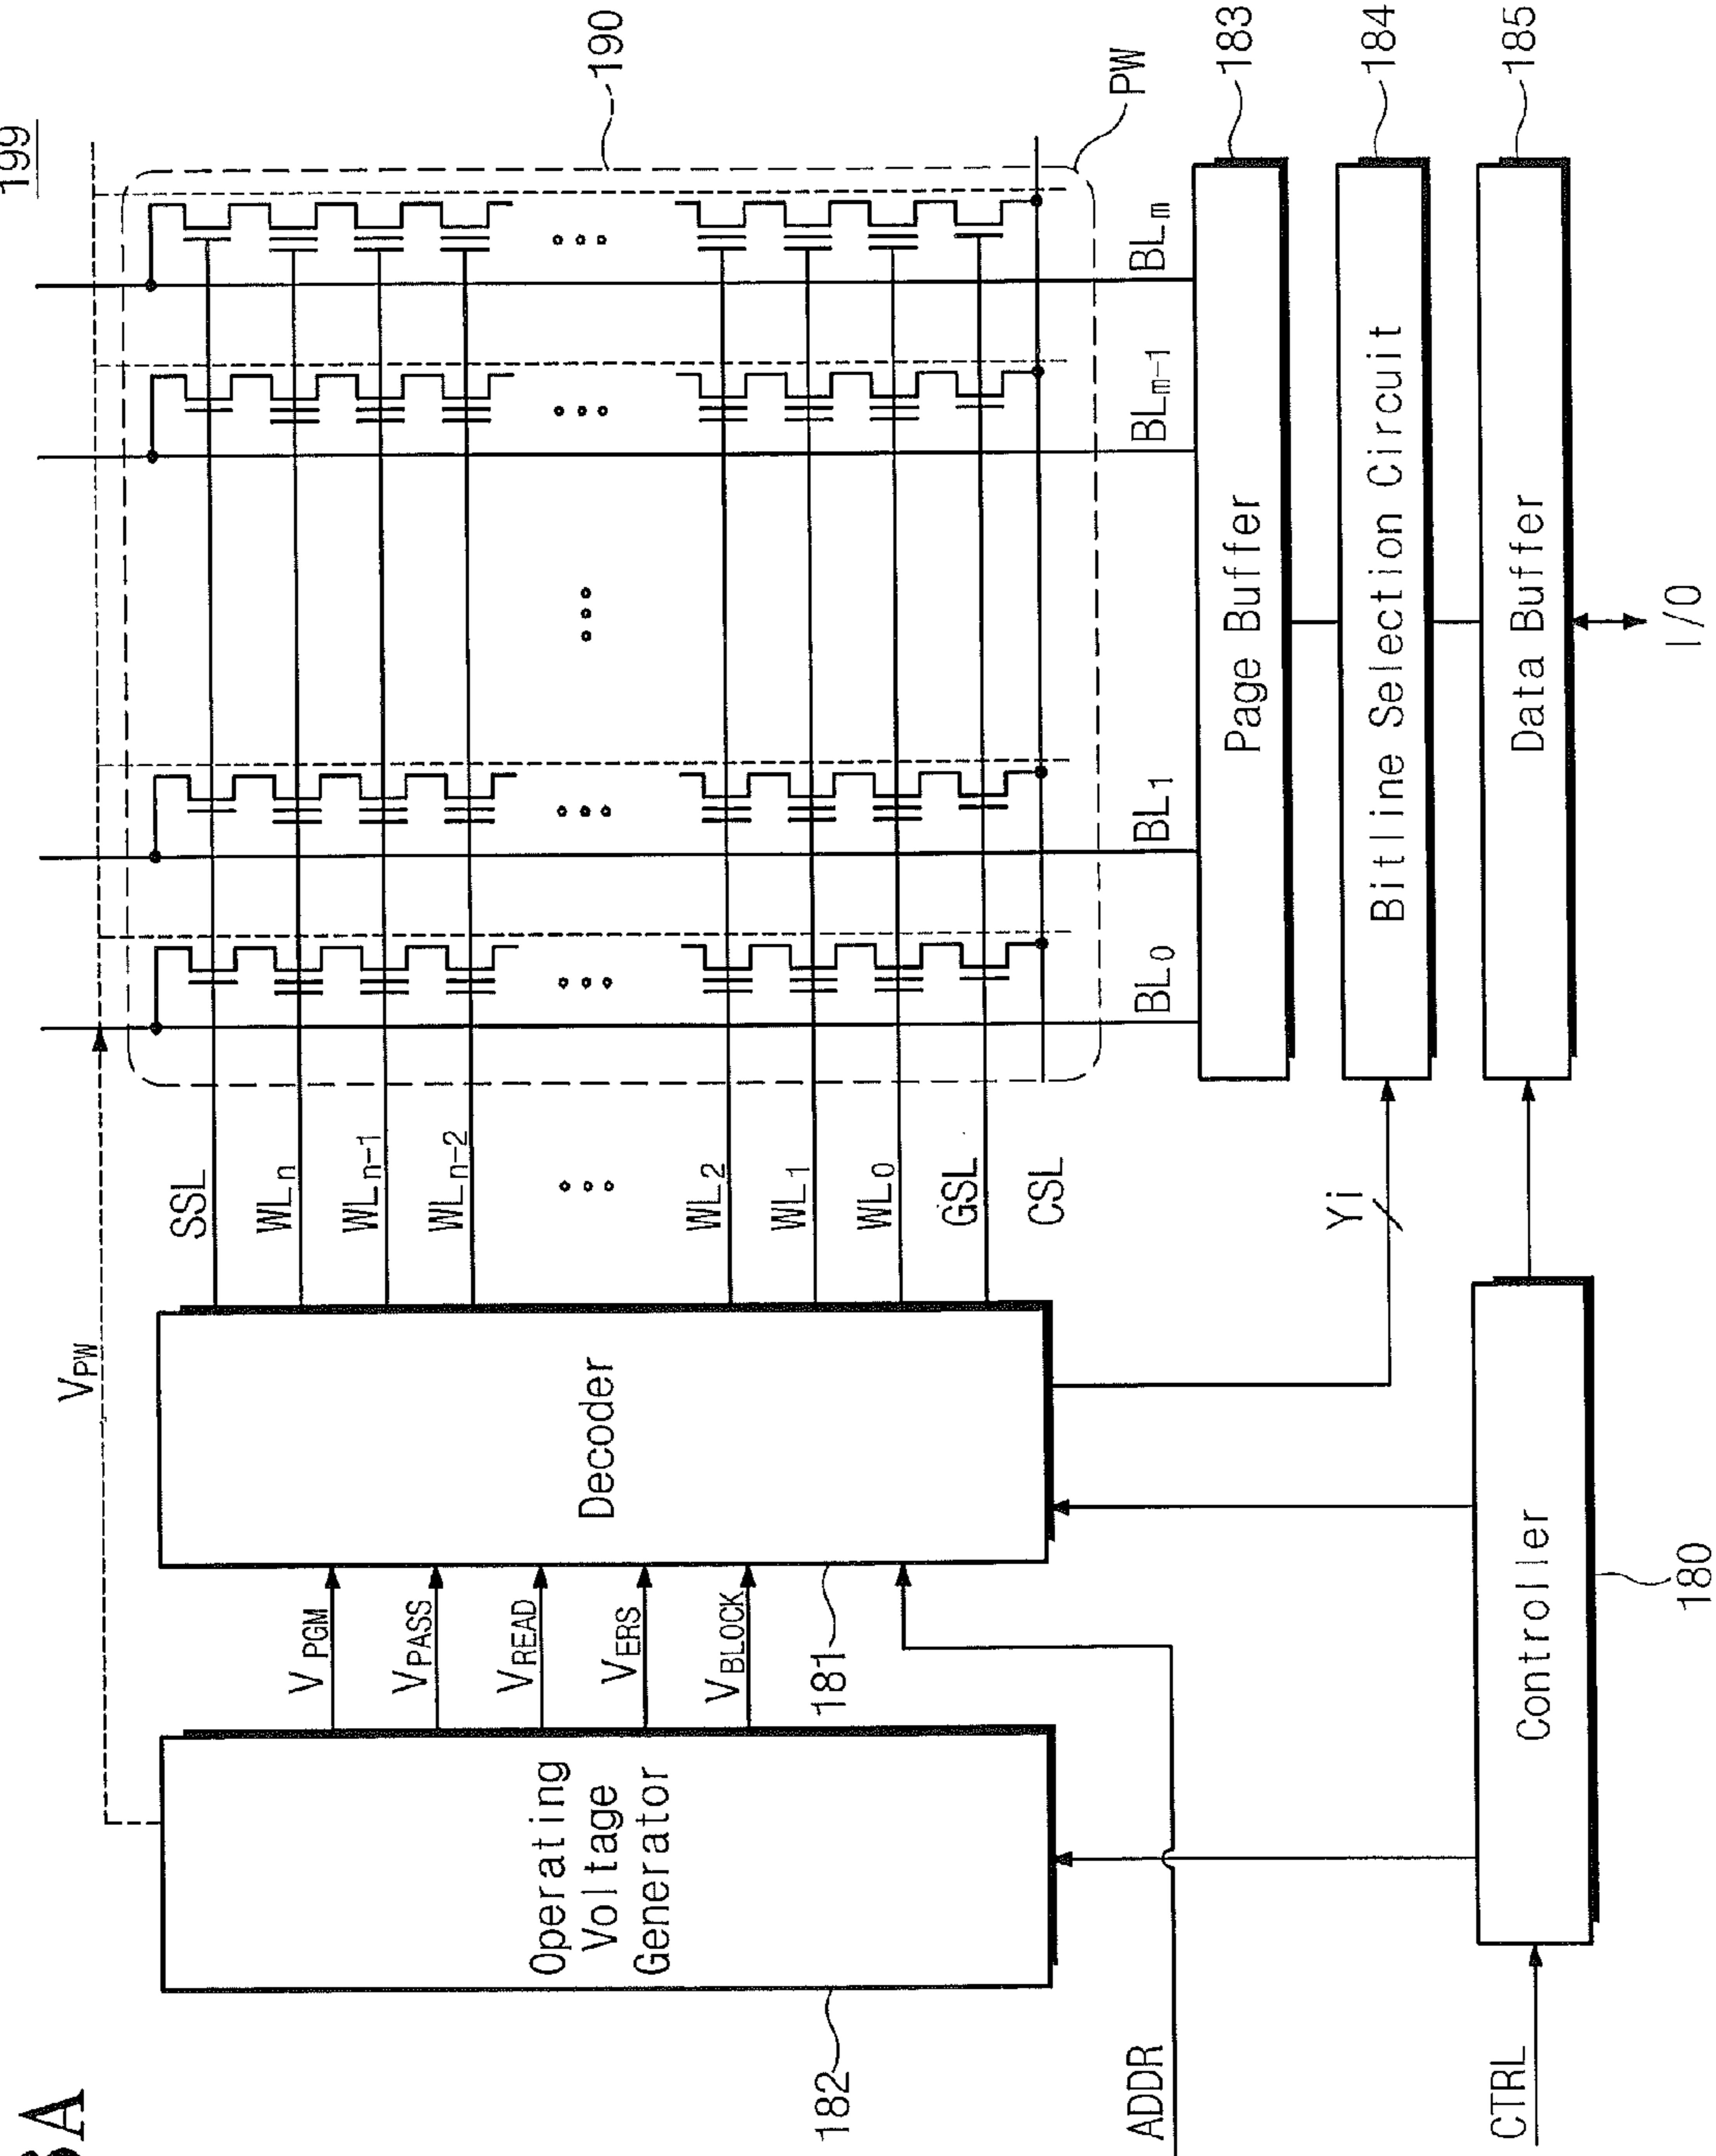 199
VPW
190
PW
SSL
WLn
WLn-1
WLn-2
WL2
WL1
WL0
GSL
CSL
VPGM
VPASS
VREAD
VERS
VBLOCK
Operating
Voltage
Generator
Decoder
181
182
BL0
BL1
BLm-1
BLm
ADDR
Page Buffer
183
Yi
Bitline Selection Circuit
184
CTRL
Controller
180
Data Buffer
185
I/O